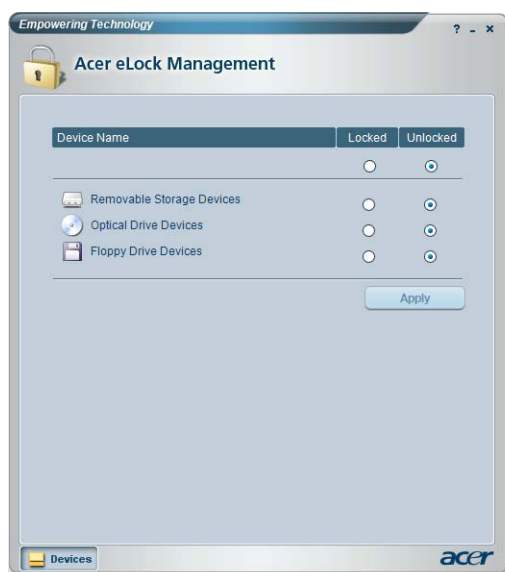 Empowering Technology
? - ×
Acer eLock Management
Device Name Locked Unlocked
Removable Storage Devices
Optical Drive Devices
Floppy Drive Devices
Apply
Devices
acer